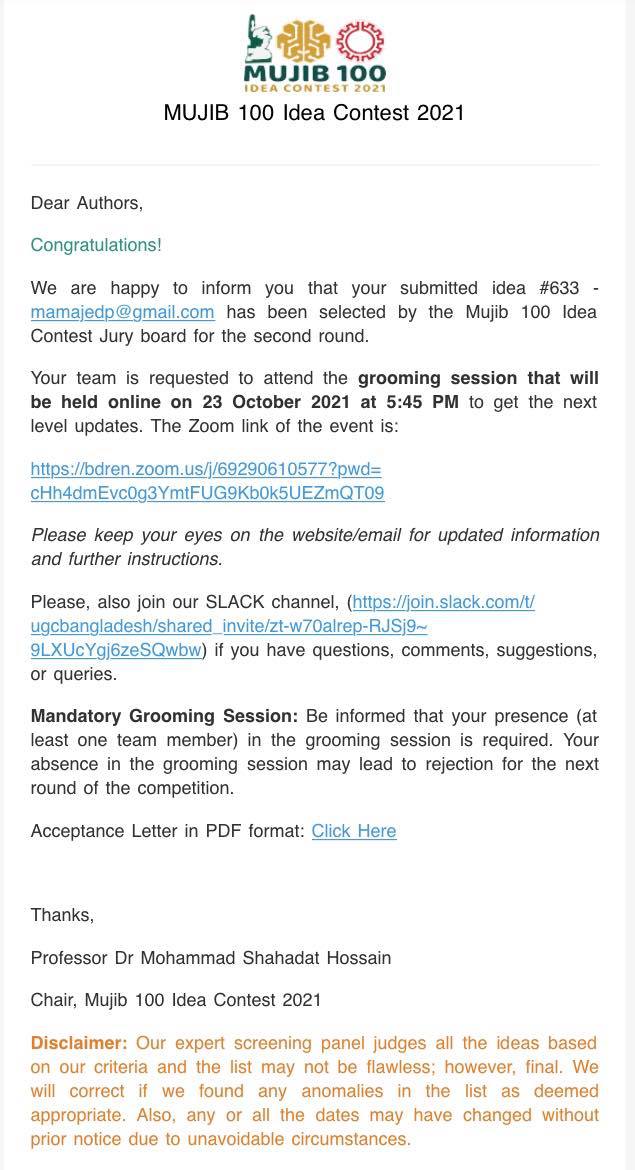 MUJIB 100
IDEA CONTEST 2021
MUJIB 100 Idea Contest 2021
Dear Authors,
Congratulations!
We are happy to inform you that your submitted idea #633 -
mamajedp@gmail.com has been selected by the Mujib 100 Idea
Contest Jury board for the second round.
Your team is requested to attend the grooming session that will
be held online on 23 October 2021 at 5:45 PM to get the next
level updates. The Zoom link of the event is:
https://bdren.zoom.us/j/69290610577?pwd=
cHh4dmEvc0g3YmtFUG9Kb0k5UEZmQT09
Please keep your eyes on the website/email for updated information
and further instructions.
Please, also join our SLACK channel, (https://join.slack.com/t/
ugcbangladesh/shared_invite/zt-w70alrep-RJSj9~
9LXUcYgj6zeSQwbw) if you have questions, comments, suggestions,
or queries.
Mandatory Grooming Session: Be informed that your presence (at
least one team member) in the grooming session is required. Your
absence in the grooming session may lead to rejection for the next
round of the competition.
Acceptance Letter in PDF format: Click Here
Thanks,
Professor Dr Mohammad Shahadat Hossain
Chair, Mujib 100 Idea Contest 2021
Disclaimer: Our expert screening panel judges all the ideas based
on our criteria and the list may not be flawless; however, final. We
will correct if we found any anomalies in the list as deemed
appropriate. Also, any or all the dates may have changed without
prior notice due to unavoidable circumstances.